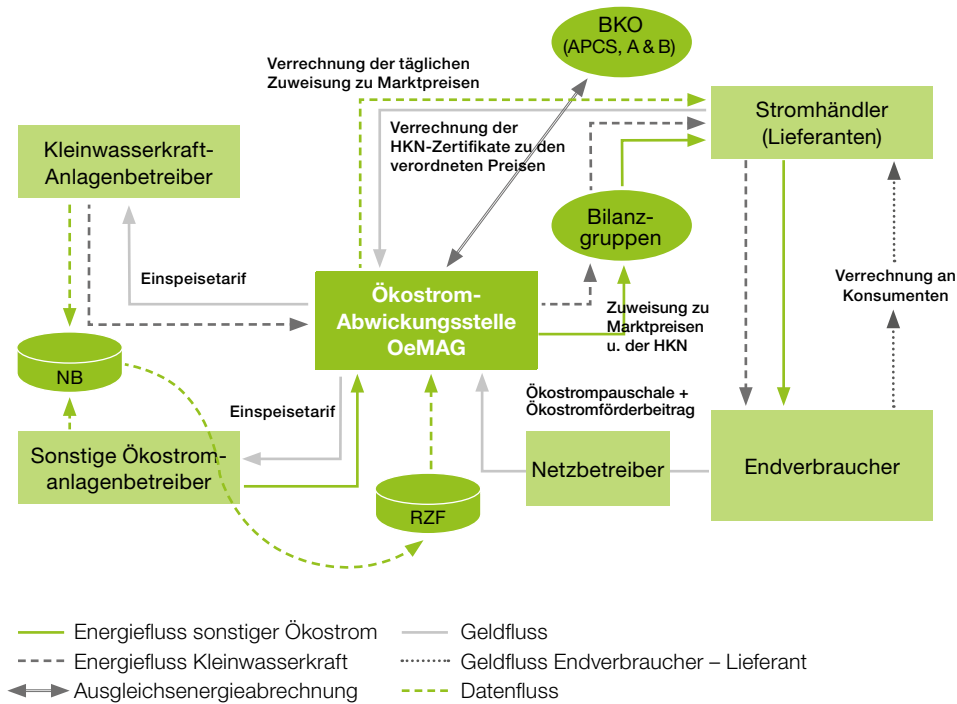 BKO
(APCS, A & B)
Verrechnung der täglichen
Zuweisung zu Marktpreisen
Stromhändler
(Lieferanten)
Verrechnung der
HKN-Zertifikate zu den
verordneten Preisen
Kleinwasserkraft-
Anlagenbetreiber
Bilanz-
gruppen
Einspeisetarif
Verrechnung an
Konsumenten
Ökostrom-
Abwickungsstelle
OeMAG
Zuweisung zu
Marktpreisen
u. der HKN
NB
Ökostrompauschale +
Ökostromförderbeitrag
Einspeisetarif
Sonstige Ökostrom-
anlagenbetreiber
Netzbetreiber
Endverbraucher
RZF
Energiefluss sonstiger Ökostrom
Geldfluss
Energiefluss Kleinwasserkraft
Geldfluss Endverbraucher – Lieferant
Ausgleichsenergieabrechnung
Datenfluss